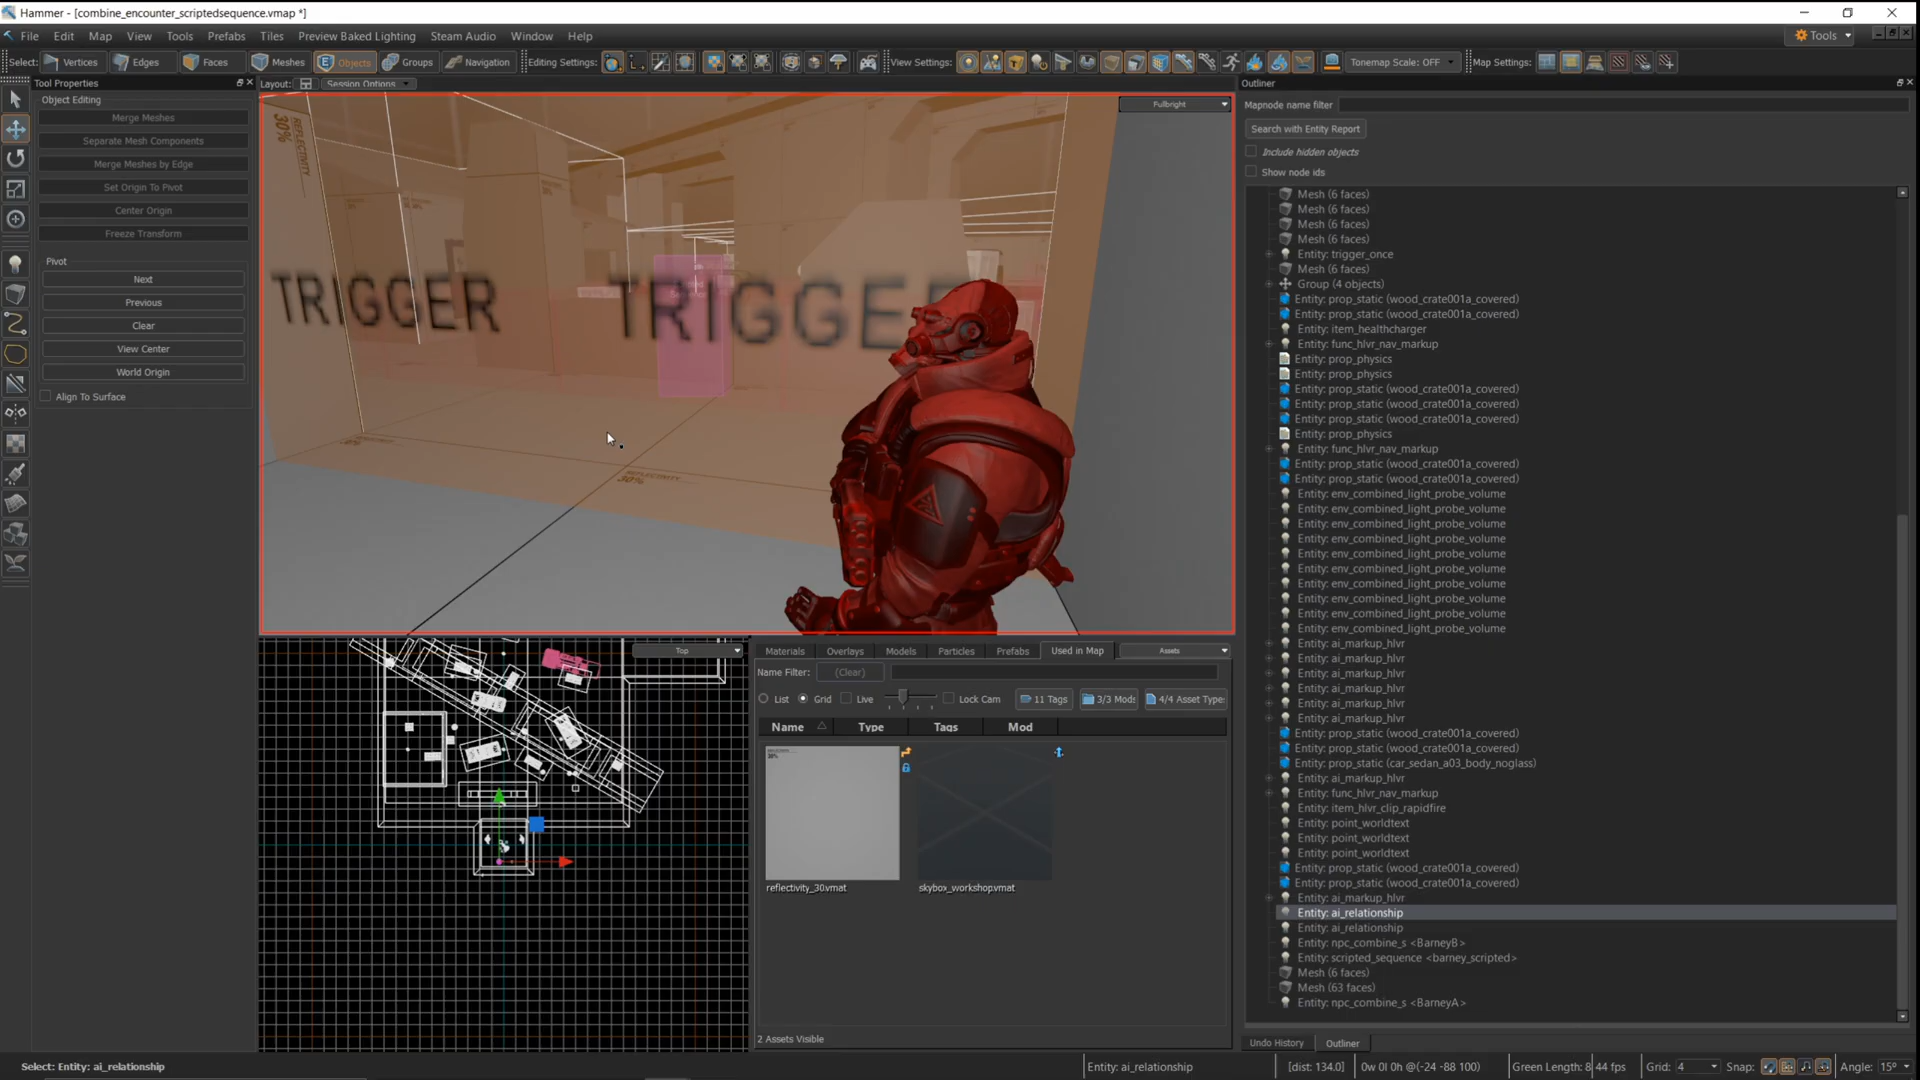 Hammer - [combine_encounter_scriptedsequence.vmap *]
File Edit Map View Tools Prefabs Tiles Preview Baked Lighting Steam Audio Window Help
Tools
Select: Vertices Edges Faces Meshes Objects Groups Navigation Editing Settings: View Settings: Tonemap Scale: OFF Map Settings:
Tool Properties
Object Editing
Merge Meshes
Separate Mesh Components
Merge Meshes by Edge
Set Origin To Pivot
Center Origin
Freeze Transform
Pivot
Next
Previous
Clear
View Center
World Origin
Align To Surface
Layout: Session Options
Fullbright
REFLECTIVITY
30%
TRIGGER TRIGGE
REFLECTIVITY
30%
Top
Materials Overlays Models Particles Prefabs Used in Map Assets
Name Filter: (Clear)
List Grid Live Lock Cam 11 Tags 3/3 Mods 4/4 Asset Types
Name Type Tags Mod
30%
reflectivity_30.vmat skybox_workshop.vmat
2 Assets Visible
Outliner
Mapnode name filter
Search with Entity Report
Include hidden objects
Show node ids
Mesh (6 faces)
Mesh (6 faces)
Mesh (6 faces)
Mesh (6 faces)
Entity: trigger_once
Mesh (6 faces)
Group (4 objects)
Entity: prop_static (wood_crate001a_covered)
Entity: prop_static (wood_crate001a_covered)
Entity: item_healthcharger
Entity: func_hlvr_nav_markup
Entity: prop_physics
Entity: prop_physics
Entity: prop_static (wood_crate001a_covered)
Entity: prop_static (wood_crate001a_covered)
Entity: prop_static (wood_crate001a_covered)
Entity: prop_physics
Entity: func_hlvr_nav_markup
Entity: prop_static (wood_crate001a_covered)
Entity: prop_static (wood_crate001a_covered)
Entity: env_combined_light_probe_volume
Entity: env_combined_light_probe_volume
Entity: env_combined_light_probe_volume
Entity: env_combined_light_probe_volume
Entity: env_combined_light_probe_volume
Entity: env_combined_light_probe_volume
Entity: env_combined_light_probe_volume
Entity: env_combined_light_probe_volume
Entity: env_combined_light_probe_volume
Entity: env_combined_light_probe_volume
Entity: ai_markup_hlvr
Entity: ai_markup_hlvr
Entity: ai_markup_hlvr
Entity: ai_markup_hlvr
Entity: ai_markup_hlvr
Entity: ai_markup_hlvr
Entity: prop_static (wood_crate001a_covered)
Entity: prop_static (wood_crate001a_covered)
Entity: prop_static (car_sedan_a03_body_noglass)
Entity: ai_markup_hlvr
Entity: func_hlvr_nav_markup
Entity: item_hlvr_clip_rapidfire
Entity: point_worldtext
Entity: point_worldtext
Entity: point_worldtext
Entity: prop_static (wood_crate001a_covered)
Entity: prop_static (wood_crate001a_covered)
Entity: ai_markup_hlvr
Entity: ai_relationship
Entity: ai_relationship
Entity: npc_combine_s <BarneyB>
Entity: scripted_sequence <barney_scripted>
Mesh (6 faces)
Mesh (63 faces)
Entity: npc_combine_s <BarneyA>
Undo History Outliner
Select: Entity: ai_relationship Entity: ai_relationship [dist: 134.0] 0w 0l 0h @(-24 -88 100) Green Length: 8 44 fps Grid: 4 Snap: Angle: 15°